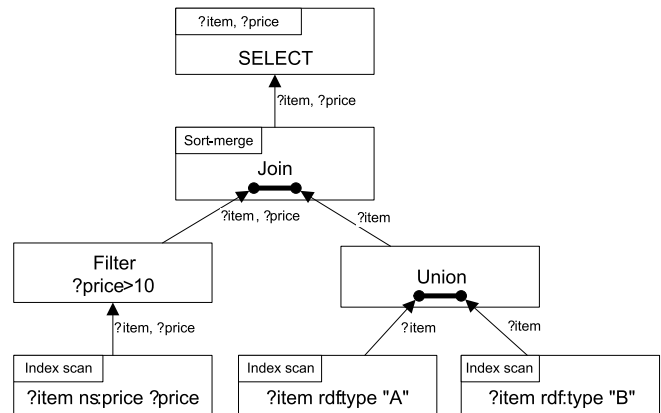 ?item, ?price
SELECT
?item, ?price
Sort-merge
Join
?item, ?price
?item
Filter
?price>10
Union
?item, ?price
?item
?item
Index scan
?item ns:price ?price
Index scan
?item rdf:type "A"
Index scan
?item rdf:type "B"